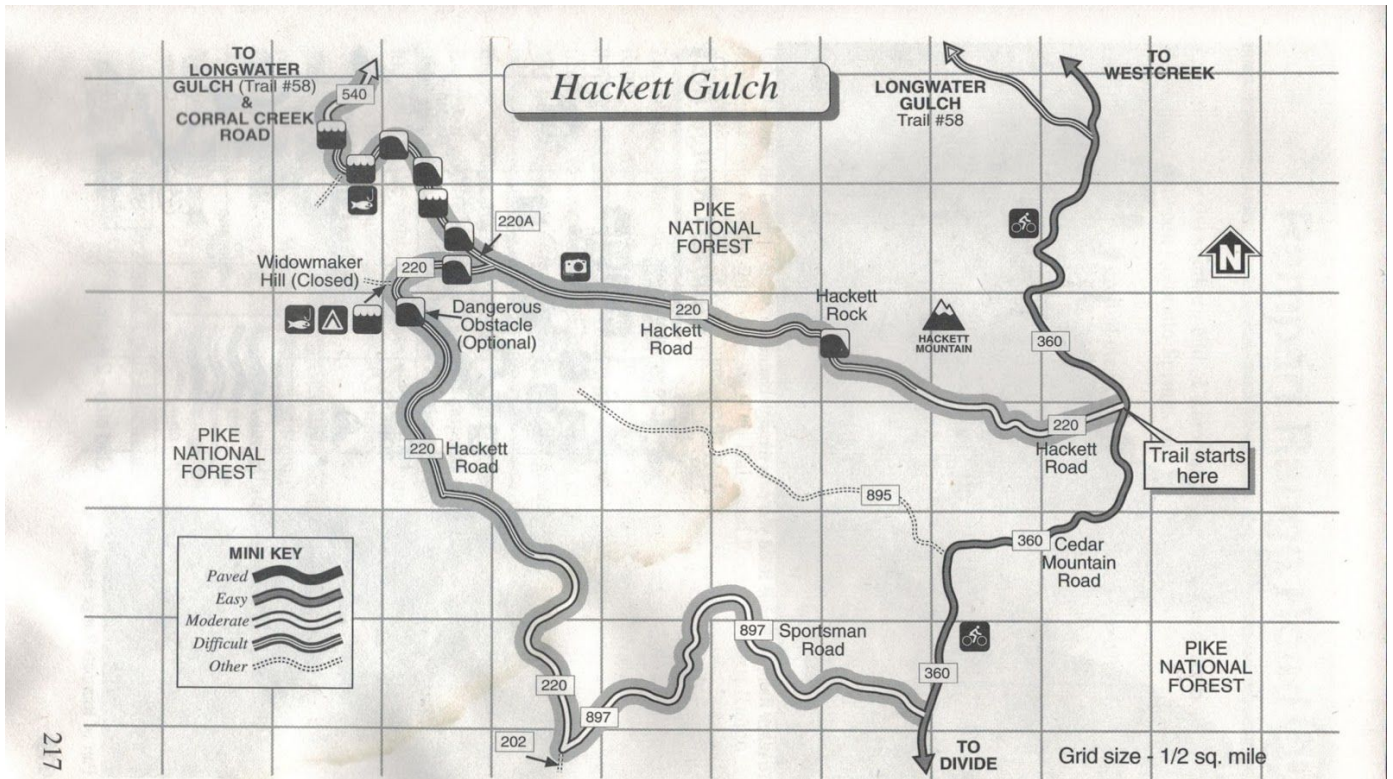 Hackett Gulch
TO
LONGWATER
GULCH (Trail #58)
&
CORRAL CREEK
ROAD
540
LONGWATER
GULCH
Trail #58
TO
WESTCREEK
220A
PIKE
NATIONAL
FOREST
N
Widowmaker
Hill (Closed)
220
Dangerous
Obstacle
(Optional)
220
Hackett
Road
Hackett
Rock
HACKETT
MOUNTAIN
360
220
Hackett
Road
Trail starts
here
PIKE
NATIONAL
FOREST
220
Hackett
Road
895
360
Cedar
Mountain
Road
MINI KEY
Paved
Easy
Moderate
Difficult
Other
897
Sportsman
Road
360
PIKE
NATIONAL
FOREST
220
897
202
TO
DIVIDE
Grid size - 1/2 sq. mile
217